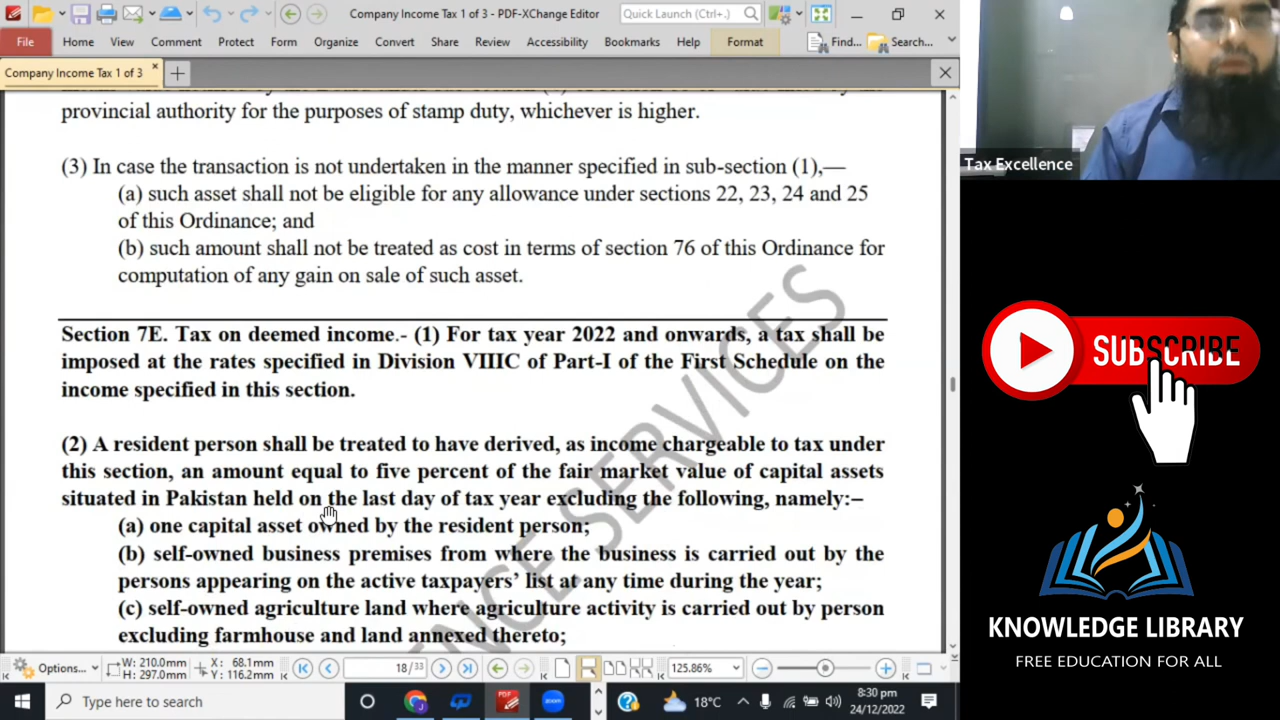 Company Income Tax 1 of 3 - PDF-XChange Editor
Quick Launch (Ctrl+.)
File Home View Comment Protect Form Organize Convert Share Review Accessibility Bookmarks Help Format Find... Search...
Company Income Tax 1 of 3
provincial authority for the purposes of stamp duty, whichever is higher.
(3) In case the transaction is not undertaken in the manner specified in sub-section (1),—
(a) such asset shall not be eligible for any allowance under sections 22, 23, 24 and 25
of this Ordinance; and
(b) such amount shall not be treated as cost in terms of section 76 of this Ordinance for
computation of any gain on sale of such asset.
Section 7E. Tax on deemed income.- (1) For tax year 2022 and onwards, a tax shall be
imposed at the rates specified in Division VIIIC of Part-I of the First Schedule on the
income specified in this section.
(2) A resident person shall be treated to have derived, as income chargeable to tax under
this section, an amount equal to five percent of the fair market value of capital assets
situated in Pakistan held on the last day of tax year excluding the following, namely:–
(a) one capital asset owned by the resident person;
(b) self-owned business premises from where the business is carried out by the
persons appearing on the active taxpayers' list at any time during the year;
(c) self-owned agriculture land where agriculture activity is carried out by person
excluding farmhouse and land annexed thereto;
ENCE SERVICES
Tax Excellence
SUBSCRIBE
KNOWLEDGE LIBRARY
FREE EDUCATION FOR ALL
Options...
W: 210.0mm
H: 297.0mm
X: 68.1mm
Y: 116.2mm
18 / 33
125.86%
Type here to search
PDF
zoom
18°C
8:30 pm
24/12/2022